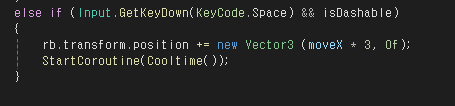 else if (Input.GetKeyDown(KeyCode.Space) && isDashable)
{
rb.transform.position += new Vector3 (moveX * 3, 0f);
StartCoroutine(Cooltime());
}